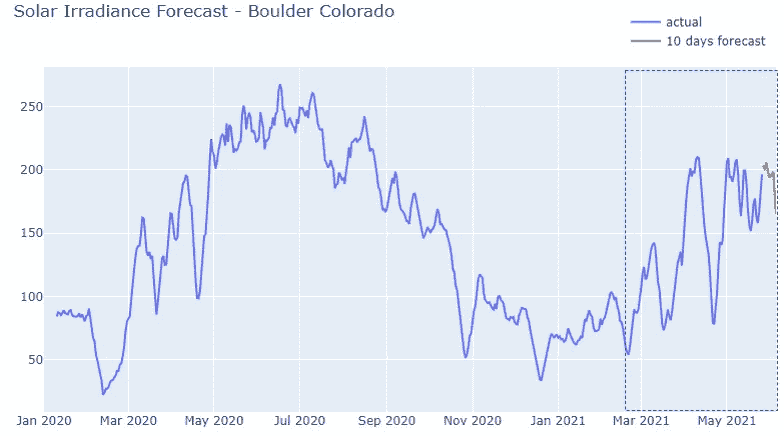 Solar Irradiance Forecast - Boulder Colorado
actual
10 days forecast
250
200
150
100
50
Jan 2020 Mar 2020 May 2020 Jul 2020 Sep 2020 Nov 2020 Jan 2021 Mar 2021 May 2021